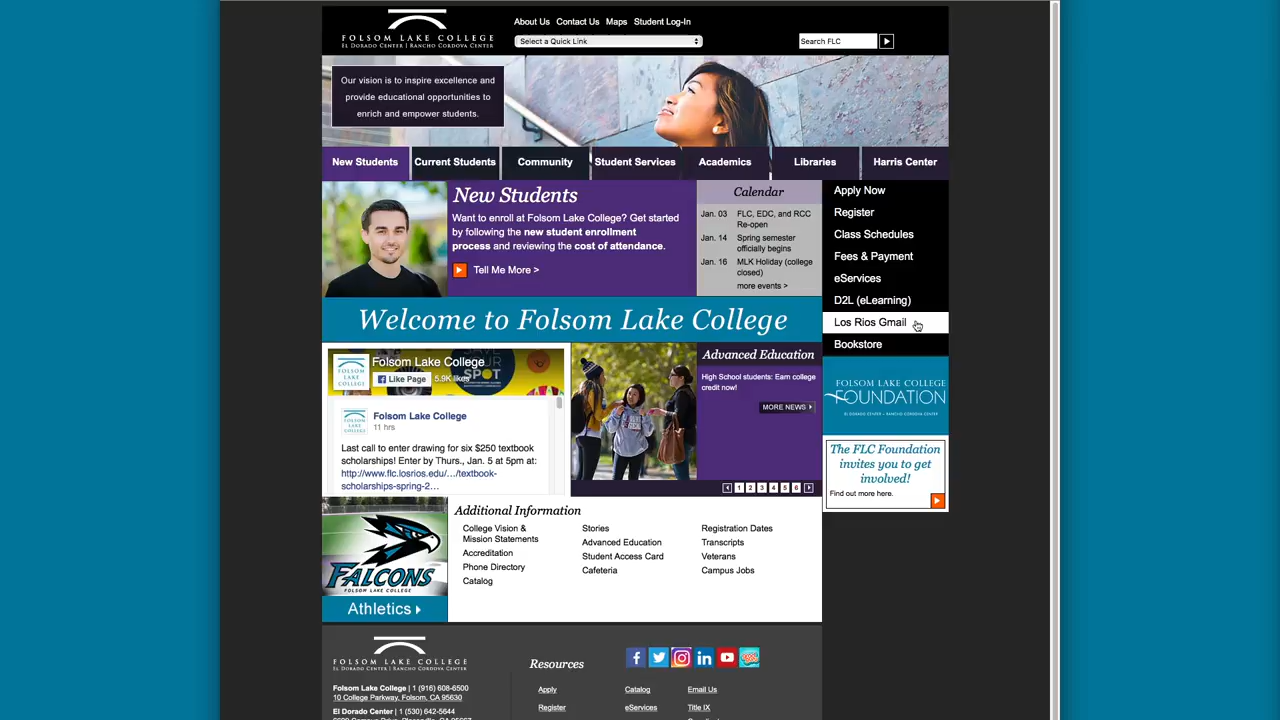 FOLSOM LAKE COLLEGE
EL DORADO CENTER | RANCHO CORDOVA CENTER
About Us Contact Us Maps Student Log-In
Select a Quick Link
Search FLC
Our vision is to inspire excellence and
provide educational opportunities to
enrich and empower students.
New Students Current Students Community Student Services Academics Libraries Harris Center
New Students
Want to enroll at Folsom Lake College? Get started
by following the new student enrollment
process and reviewing the cost of attendance.
Tell Me More >
Calendar
Jan. 03 FLC, EDC, and RCC
Re-open
Jan. 14 Spring semester
officially begins
Jan. 16 MLK Holiday (college
closed)
more events >
Apply Now
Register
Class Schedules
Fees & Payment
eServices
D2L (eLearning)
Los Rios Gmail
Bookstore
Welcome to Folsom Lake College
FOLSOM LAKE COLLEGE
FOUNDATION
EL DORADO CENTER · RANCHO CORDOVA CENTER
The FLC Foundation
invites you to get
involved!
Find out more here.
Folsom Lake College
Like Page 5.9K likes
Folsom Lake College
11 hrs
Last call to enter drawing for six $250 textbook
scholarships! Enter by Thurs., Jan. 5 at 5pm at:
http://www.flc.losrios.edu/.../textbook-
scholarships-spring-2...
Advanced Education
High School students: Earn college
credit now!
MORE NEWS
1 2 3 4 5 6
FALCONS
FOLSOM LAKE COLLEGE
Athletics
Additional Information
College Vision &
Mission Statements
Accreditation
Phone Directory
Catalog
Stories
Advanced Education
Student Access Card
Cafeteria
Registration Dates
Transcripts
Veterans
Campus Jobs
FOLSOM LAKE COLLEGE
EL DORADO CENTER | RANCHO CORDOVA CENTER
Folsom Lake College | 1 (916) 608-6500
10 College Parkway, Folsom, CA 95630
El Dorado Center | 1 (530) 642-5644
Resources
Apply
Register
Catalog
eServices
Email Us
Title IX